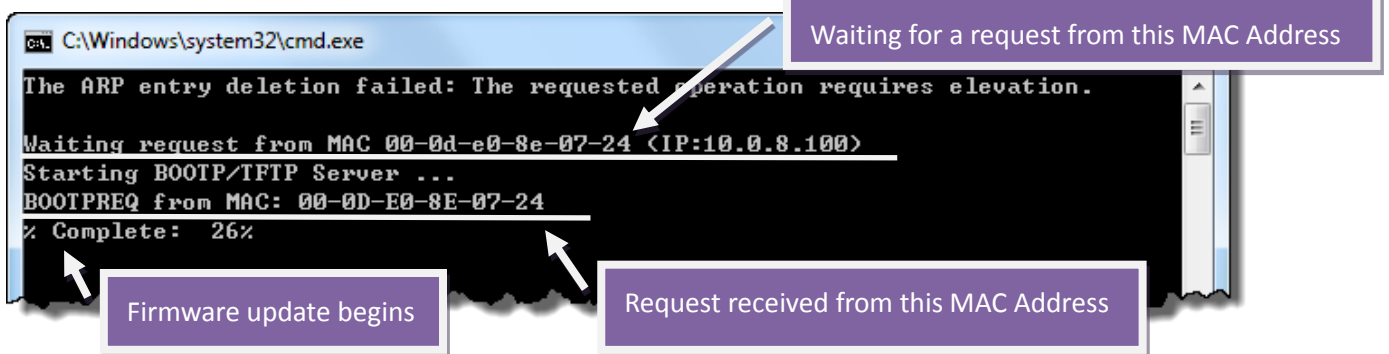 Waiting for a request from this MAC Address
C:\Windows\system32\cmd.exe
The ARP entry deletion failed: The requested operation requires elevation.
Waiting request from MAC 00-0d-e0-8e-07-24 (IP:10.0.8.100)
Starting BOOTP/TFTP Server ...
BOOTPREQ from MAC: 00-0D-E0-8E-07-24
% Complete: 26%
Firmware update begins
Request received from this MAC Address